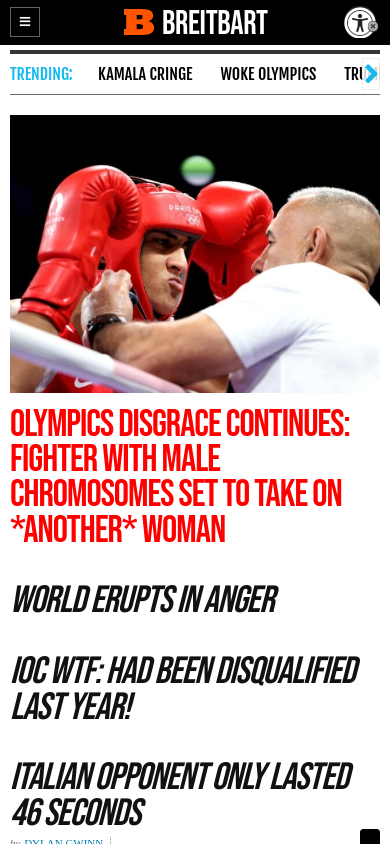 B BREITBART
TRENDING: KAMALA CRINGE WOKE OLYMPICS
PARIS
OLYMPICS DISGRACE CONTINUES:
FIGHTER WITH MALE
CHROMOSOMES SET TO TAKE ON
*ANOTHER* WOMAN
WORLD ERUPTS IN ANGER
IOC WTF: HAD BEEN DISQUALIFIED
LAST YEAR!
ITALIAN OPPONENT ONLY LASTED
46 SECONDS
by DYLAN GWINN